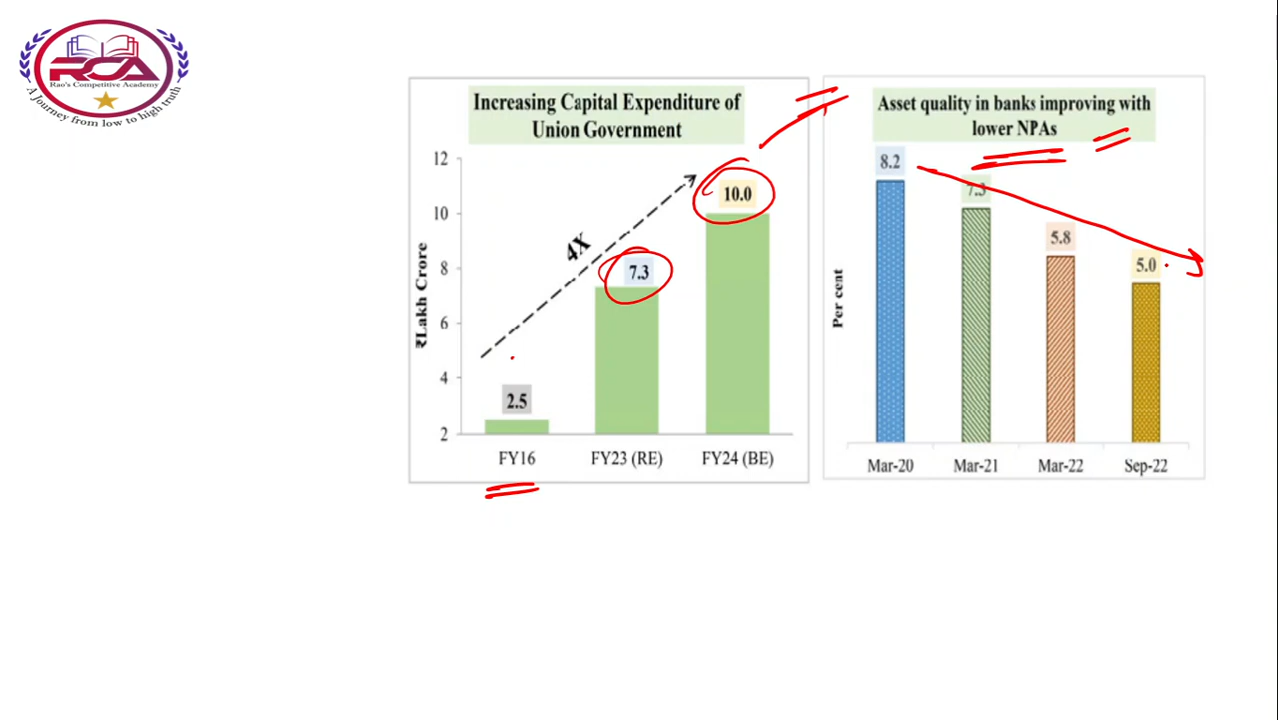 RCA
Rao's Competitive Academy
A Journey from low to high truth
Increasing Capital Expenditure of
Union Government
₹Lakh Crore
12
10
8
6
4
2
4X
2.5
7.3
10.0
FY16
FY23 (RE)
FY24 (BE)
Asset quality in banks improving with
lower NPAs
Per cent
8.2
7.3
5.8
5.0
Mar-20
Mar-21
Mar-22
Sep-22